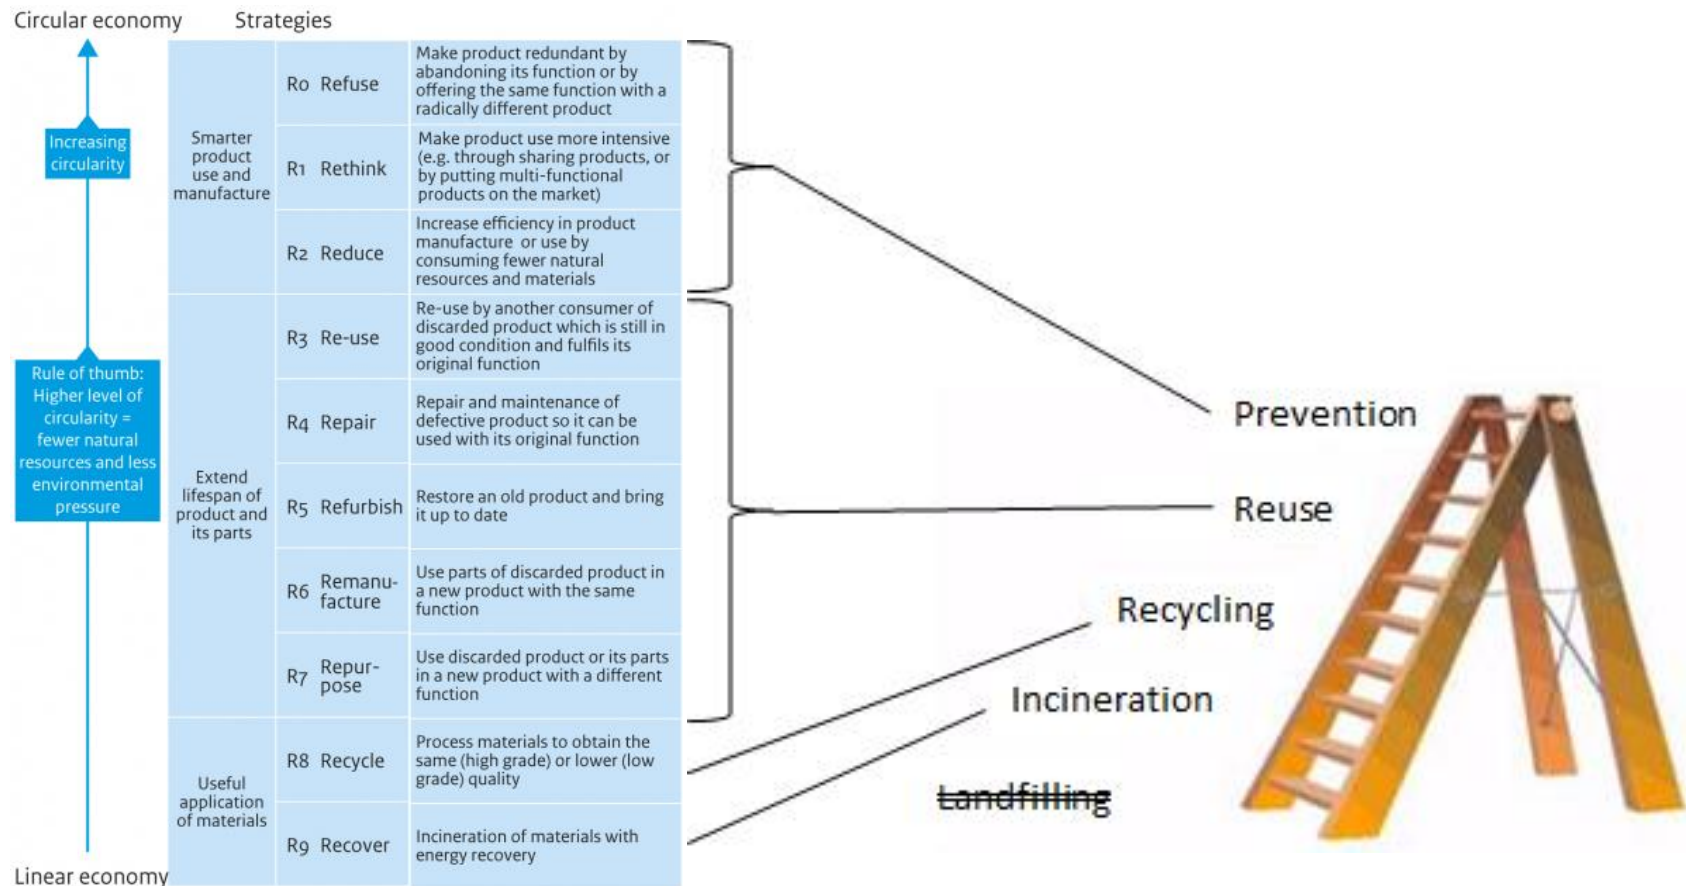 Circular economy
Strategies
Increasing
circularity
Rule of thumb:
Higher level of
circularity =
fewer natural
resources and less
environmental
pressure
Linear economy
Smarter
product
use and
manufacture
R0 Refuse
Make product redundant by
abandoning its function or by
offering the same function with a
radically different product
R1 Rethink
Make product use more intensive
(e.g. through sharing products, or
by putting multi-functional
products on the market)
R2 Reduce
Increase efficiency in product
manufacture or use by
consuming fewer natural
resources and materials
Extend
lifespan of
product and
its parts
R3 Re-use
Re-use by another consumer of
discarded product which is still in
good condition and fulfils its
original function
R4 Repair
Repair and maintenance of
defective product so it can be
used with its original function
R5 Refurbish
Restore an old product and bring
it up to date
R6 Remanu-
facture
Use parts of discarded product in
a new product with the same
function
R7 Repur-
pose
Use discarded product or its parts
in a new product with a different
function
Useful
application
of materials
R8 Recycle
Process materials to obtain the
same (high grade) or lower (low
grade) quality
R9 Recover
Incineration of materials with
energy recovery
Prevention
Reuse
Recycling
Incineration
Landfilling